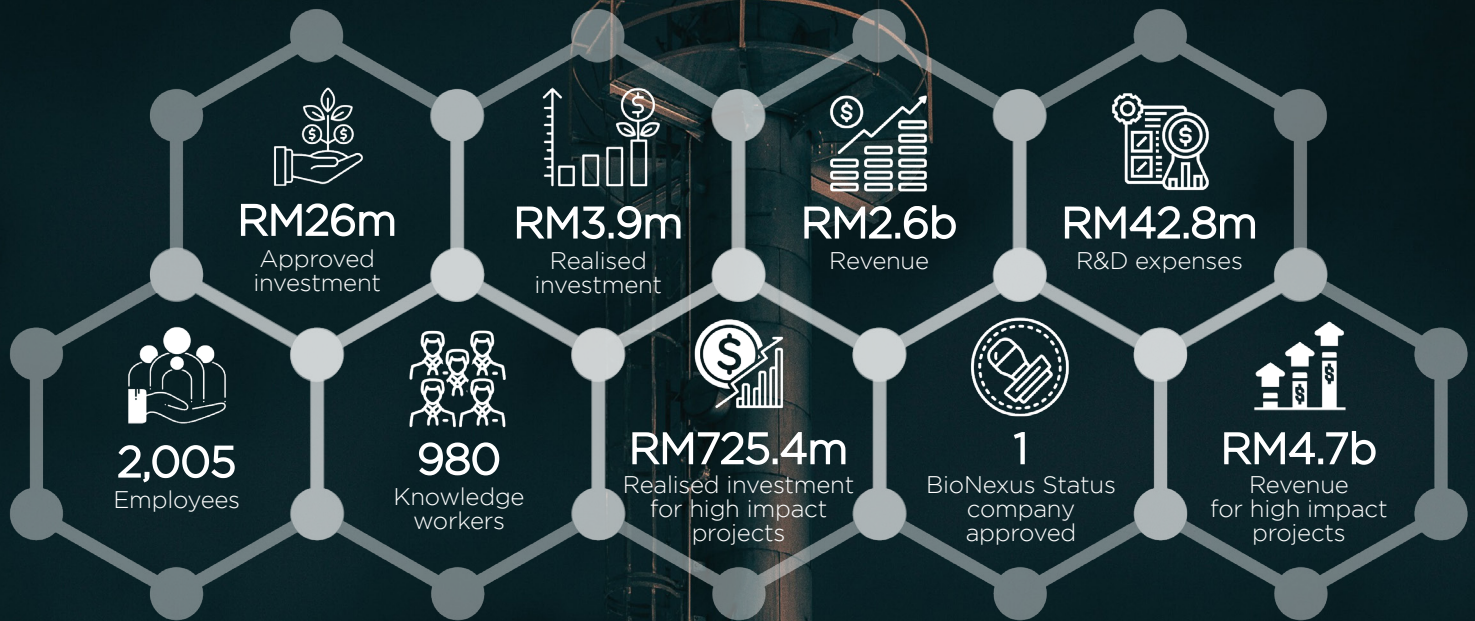 RM26m
Approved
investment
RM3.9m
Realised
investment
RM2.6b
Revenue
RM42.8m
R&D expenses
2,005
Employees
980
Knowledge
workers
RM725.4m
Realised investment
for high impact
projects
1
BioNexus Status
company
approved
RM4.7b
Revenue
for high impact
projects